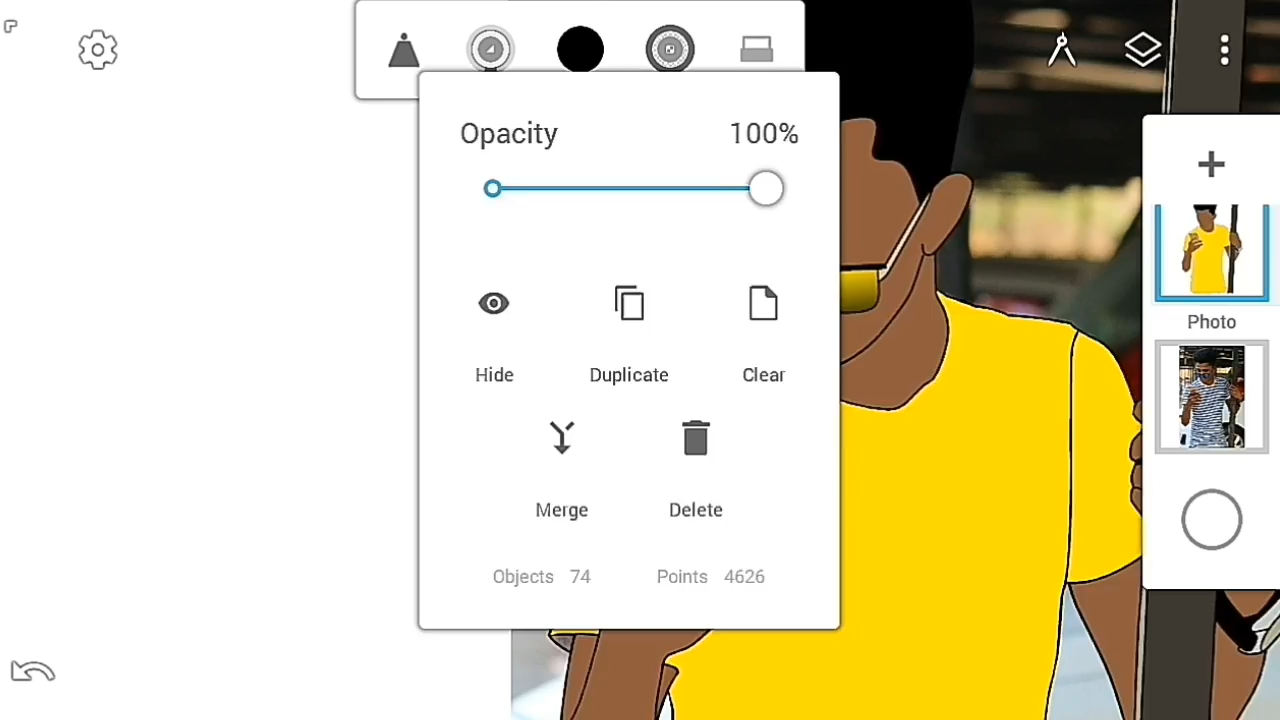 Opacity 100%
Photo
Hide Duplicate Clear
Merge Delete
Objects 74 Points 4626